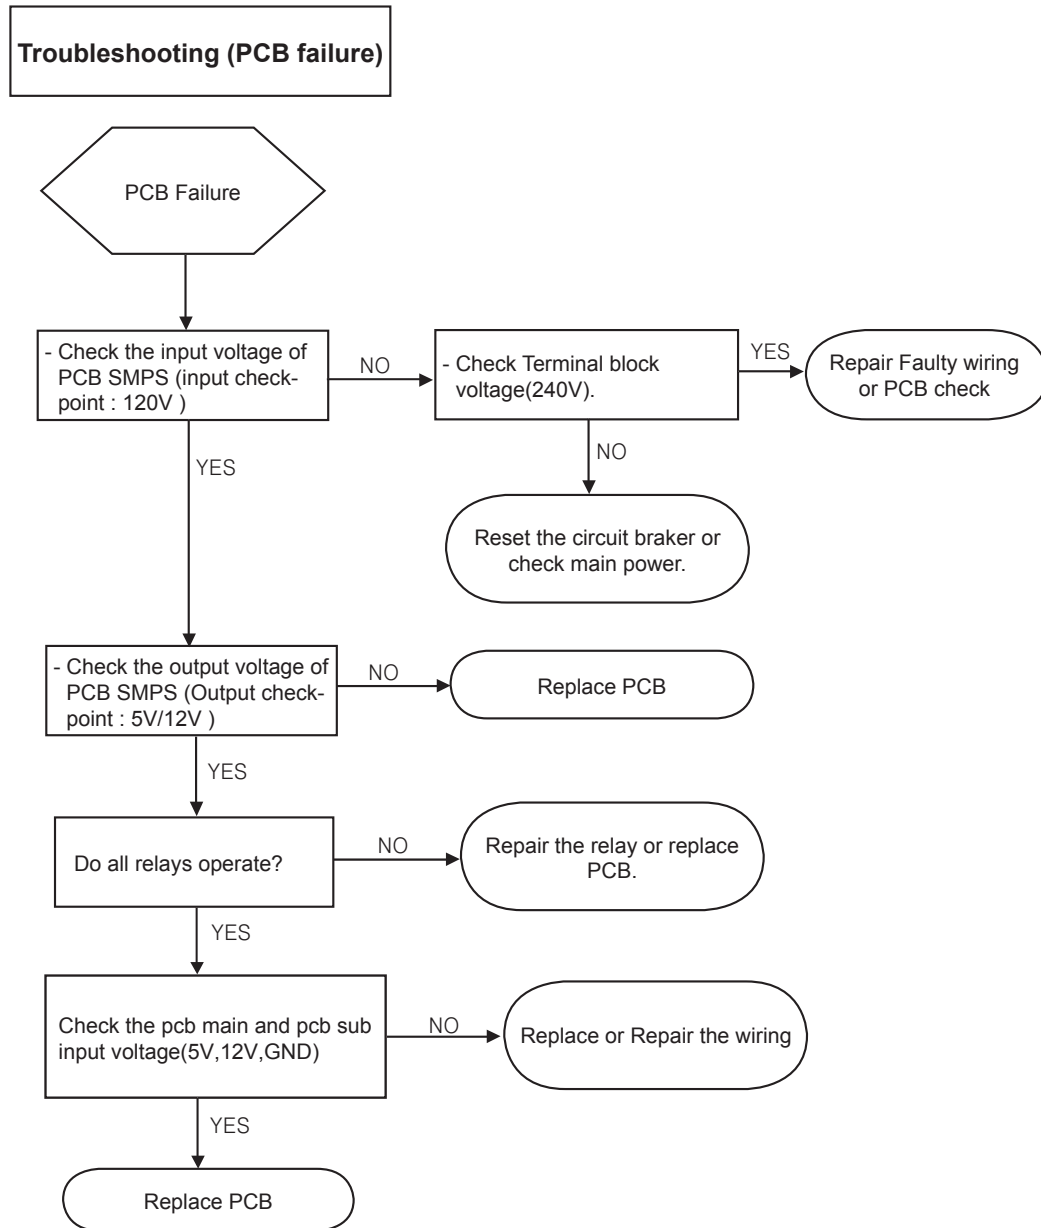 Troubleshooting (PCB failure)
PCB Failure
- Check the input voltage of
PCB SMPS (input check-
point : 120V )
NO
- Check Terminal block
voltage(240V).
YES
Repair Faulty wiring
or PCB check
NO
Reset the circuit braker or
check main power.
YES
- Check the output voltage of
PCB SMPS (Output check-
point : 5V/12V )
NO
Replace PCB
YES
Do all relays operate?
NO
Repair the relay or replace
PCB.
YES
Check the pcb main and pcb sub
input voltage(5V,12V,GND)
NO
Replace or Repair the wiring
YES
Replace PCB